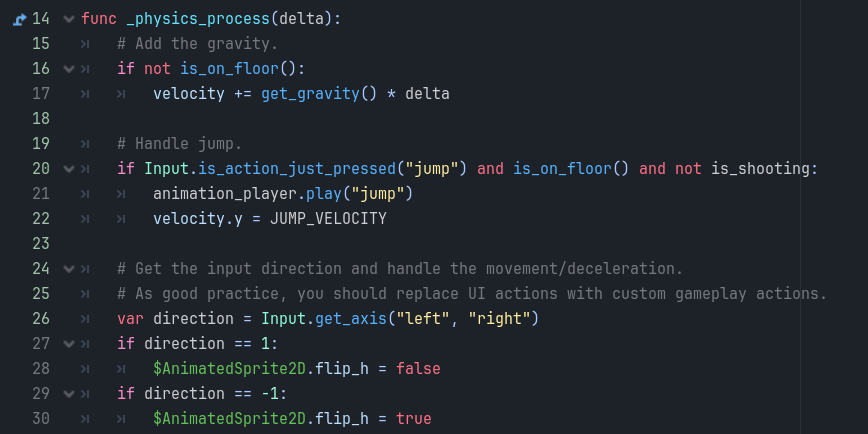 14 func _physics_process(delta):
15 # Add the gravity.
16 if not is_on_floor():
17 velocity += get_gravity() * delta
18
19 # Handle jump.
20 if Input.is_action_just_pressed("jump") and is_on_floor() and not is_shooting:
21 animation_player.play("jump")
22 velocity.y = JUMP_VELOCITY
23
24 # Get the input direction and handle the movement/deceleration.
25 # As good practice, you should replace UI actions with custom gameplay actions.
26 var direction = Input.get_axis("left", "right")
27 if direction == 1:
28 $AnimatedSprite2D.flip_h = false
29 if direction == -1:
30 $AnimatedSprite2D.flip_h = true